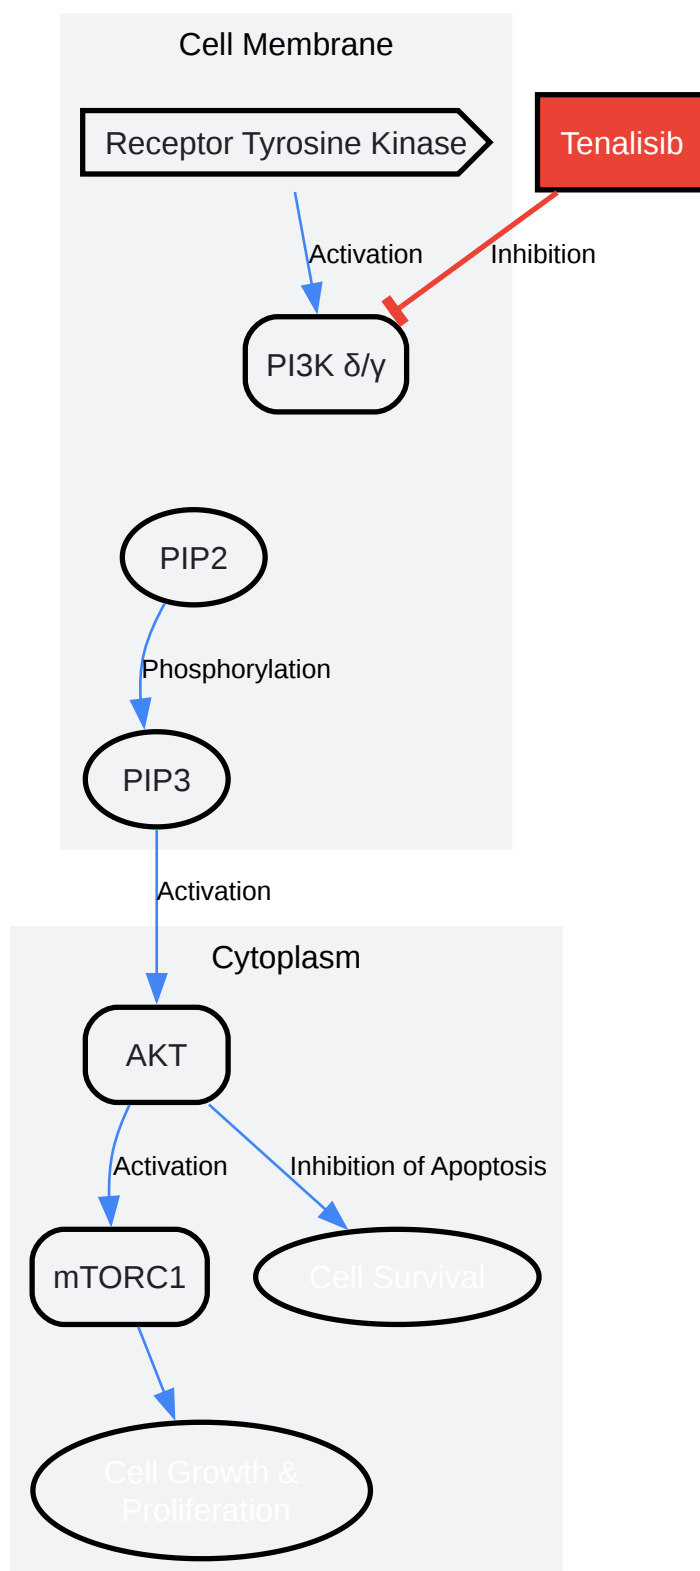 Cell Membrane
Receptor Tyrosine Kinase
Tenalisib
Activation
Inhibition
PI3K δ/γ
PIP2
Phosphorylation
PIP3
Activation
Cytoplasm
AKT
Activation
Inhibition of Apoptosis
mTORC1
Cell Survival
Cell Growth &
Proliferation